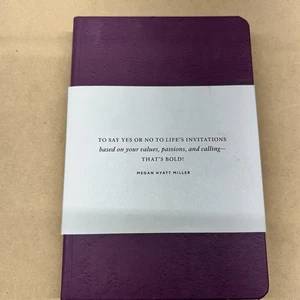 TO SAY YES OR NO TO LIFE'S INVITATIONS
based on your values, passions, and calling—
THAT'S BOLD!
MEGAN HYATT MILLER